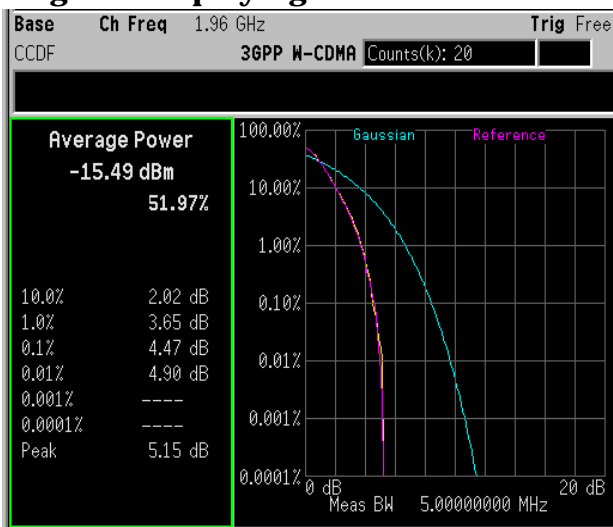 Base Ch Freq 1.96 GHz Trig Free
CCDF 3GPP W-CDMA Counts(k): 20
Average Power
-15.49 dBm
51.97%
10.0% 2.02 dB
1.0% 3.65 dB
0.1% 4.47 dB
0.01% 4.90 dB
0.001% ----
0.0001% ----
Peak 5.15 dB
100.00% Gaussian Reference
10.00%
1.00%
0.10%
0.01%
0.001%
0.0001%
0 dB 20 dB
Meas BW 5.00000000 MHz